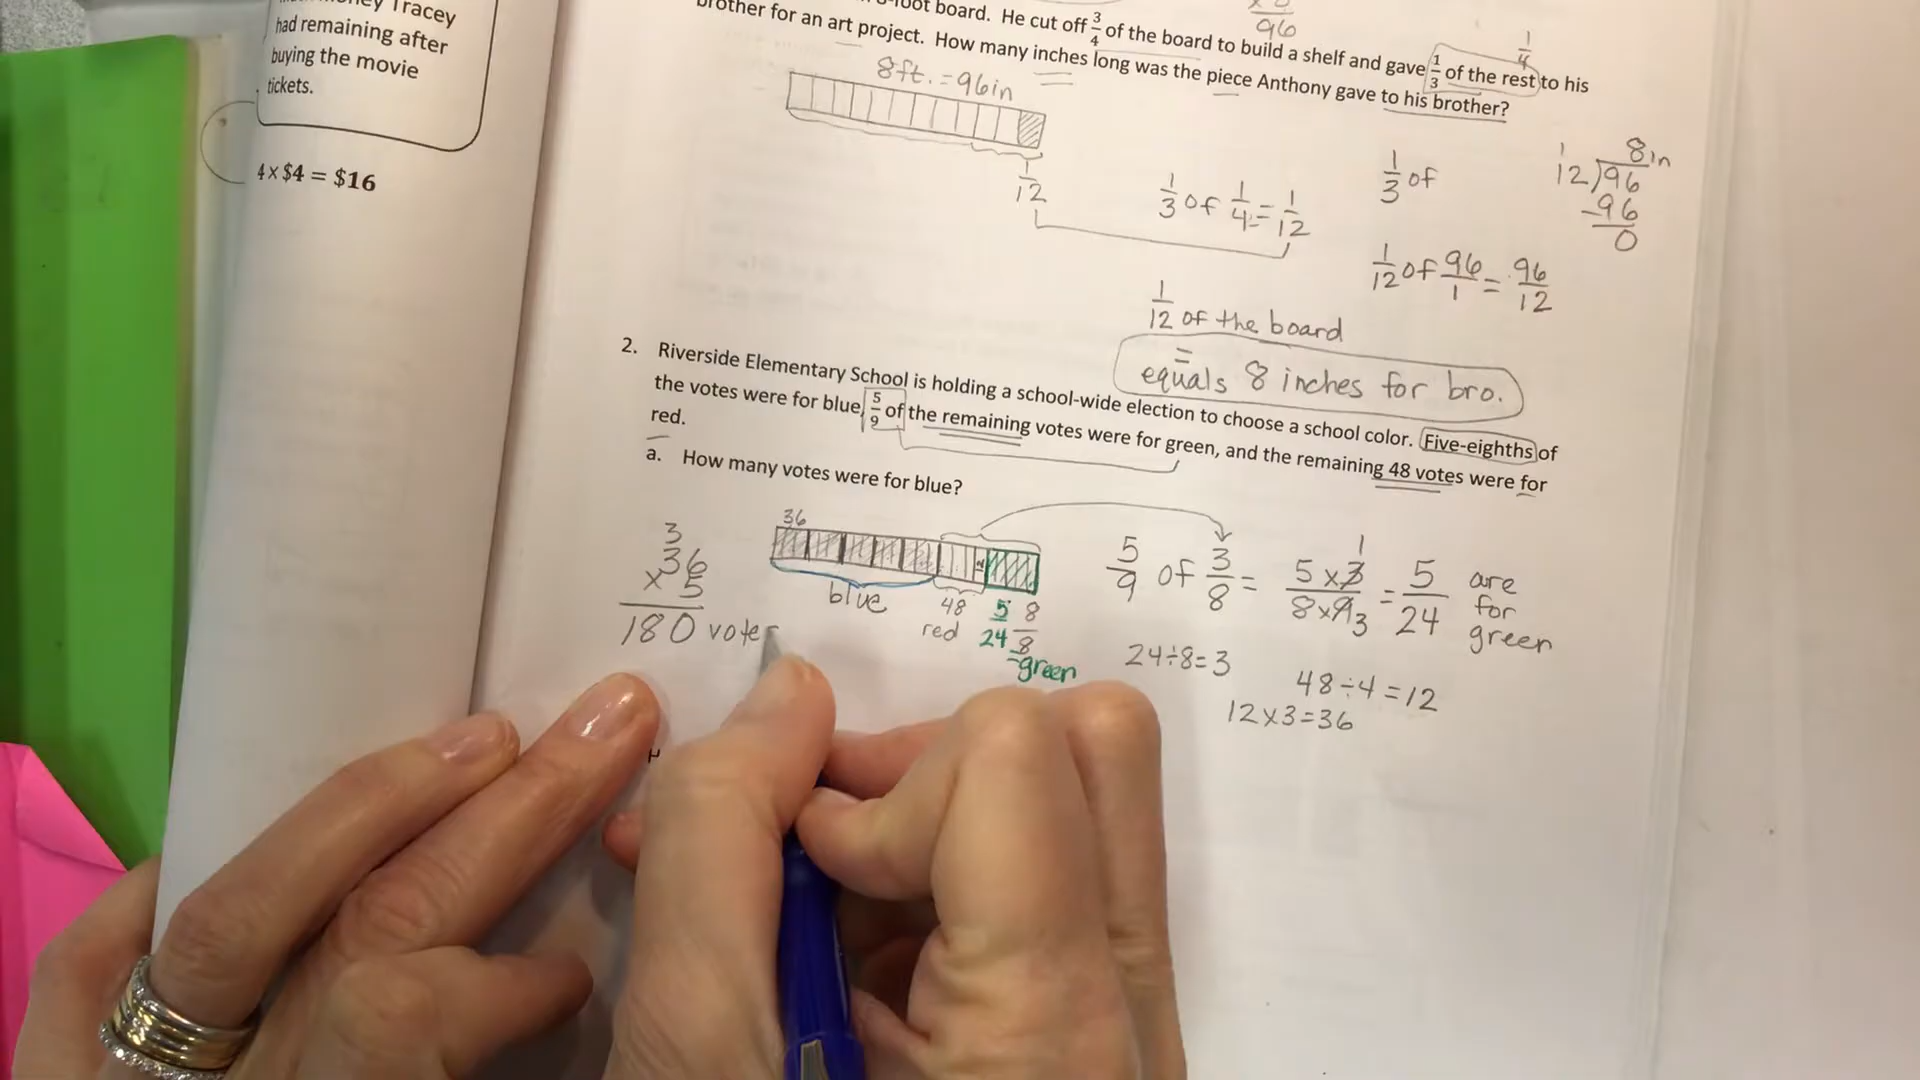 Tracey
had remaining after
buying the movie
tickets.
4 × $4 = $16
96
board. He cut off 3/4 of the board to build a shelf and gave 1/3 of the rest to his
1/4
brother for an art project. How many inches long was the piece Anthony gave to his brother?
8ft. = 96in
1/12
1/3 of 1/4 = 1/12
1/3 of
8in
12)96
-96
0
1/12 of 96/1 = 96/12
1/12 of the board
=
equals 8 inches for bro.
2. Riverside Elementary School is holding a school-wide election to choose a school color. Five-eighths of
the votes were for blue, 5/9 of the remaining votes were for green, and the remaining 48 votes were for
red.
a. How many votes were for blue?
36
3
36
x 5
180 votes
blue
48
red
5/24
8/8
green
5/9 of 3/8 = 5 x 3 / 8 x 9 3 = 5/24 are
for
green
1
24÷8=3
48÷4=12
12x3=36